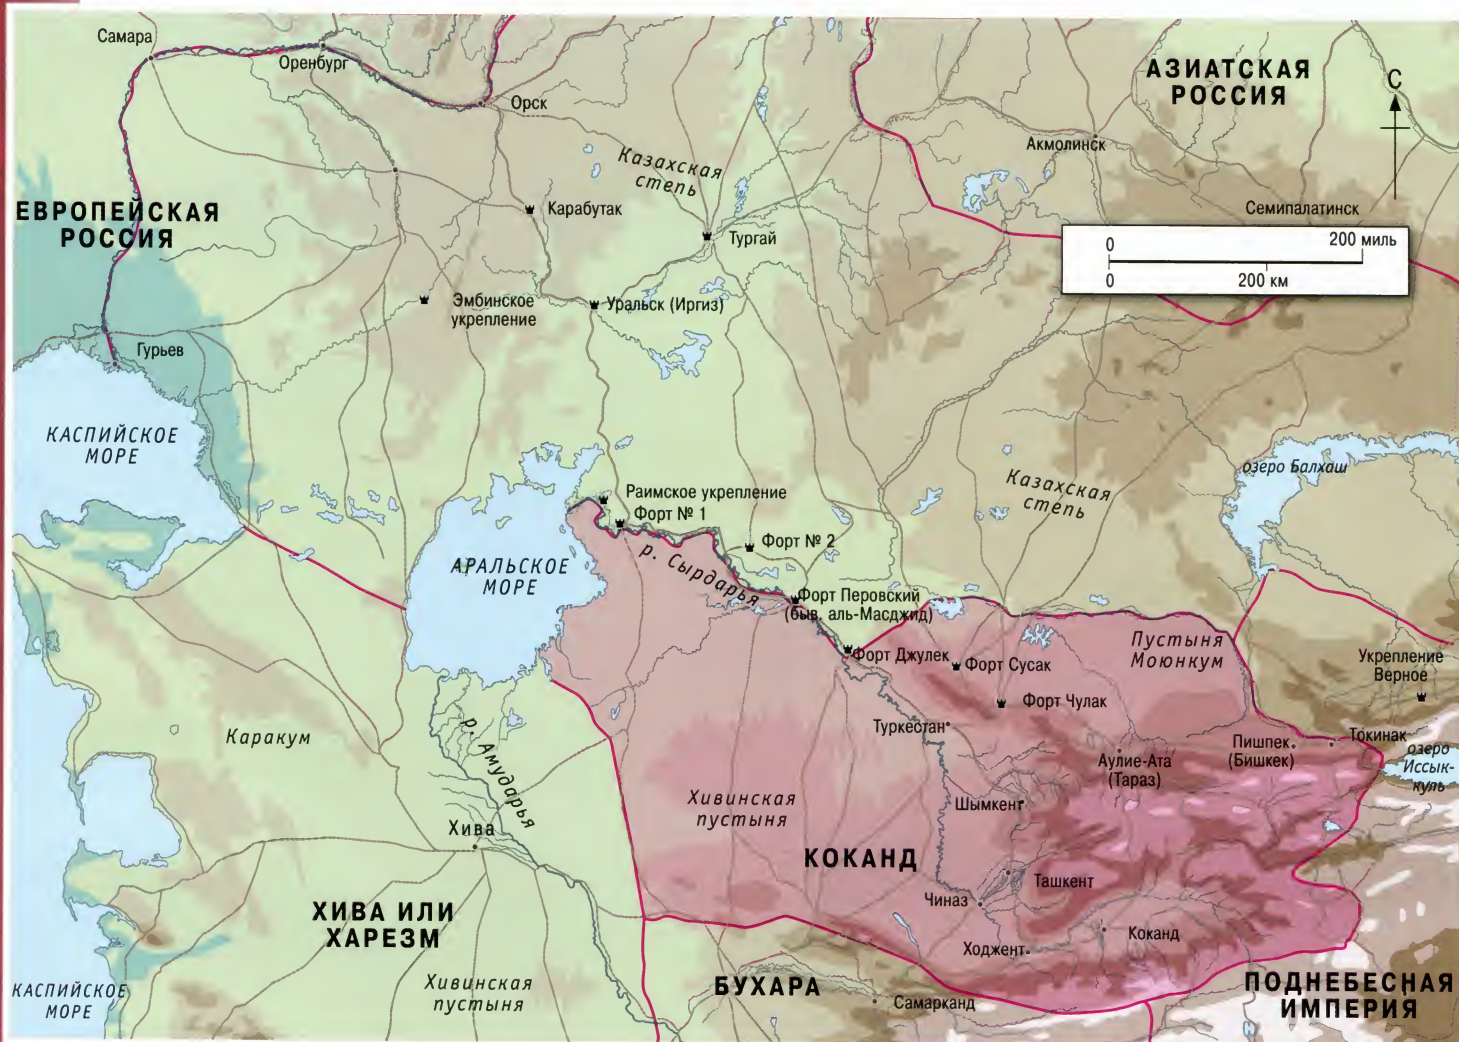 Самара
Оренбург
Орск
АЗИАТСКАЯ
РОССИЯ
С
Акмолинск
Казахская
степь
ЕВРОПЕЙСКАЯ
РОССИЯ
Карабутак
Тургай
Семипалатинск
0
200 миль
0
200 км
Эмбинское
укрепление
Уральск (Иргиз)
Гурьев
КАСПИЙСКОЕ
МОРЕ
озеро Балхаш
Казахская
степь
Раимское укрепление
Форт № 1
Форт № 2
р. Сырдарья
АРАЛЬСКОЕ
МОРЕ
Форт Перовский
(быв. аль-Масджид)
Форт Джулек
Форт Сусак
Форт Чулак
Пустыня
Моюнкум
Укрепление
Верное
Туркестан
Аулие-Ата
(Тараз)
Пишпек
(Бишкек)
Токинак
озеро
Иссык-
куль
Каракум
р. Амударья
Хива
Хивинская
пустыня
Шымкент
КОКАНД
Ташкент
Чиназ
Коканд
Ходжент
ХИВА ИЛИ
ХАРЕЗМ
Хивинская
пустыня
БУХАРА
Самарканд
ПОДНЕБЕСНАЯ
ИМПЕРИЯ
КАСПИЙСКОЕ
МОРЕ